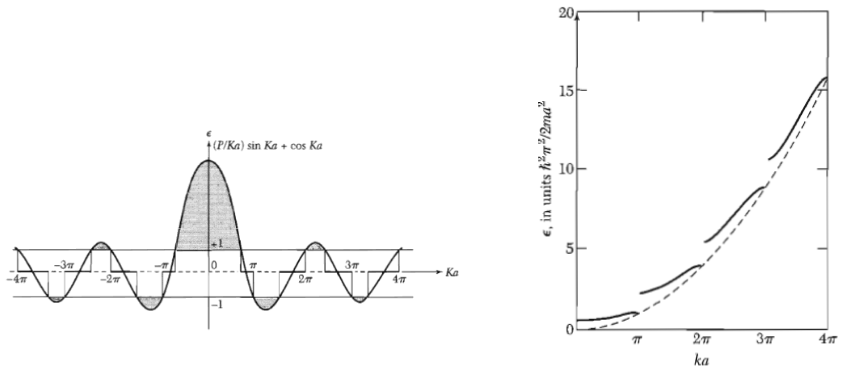 ϵ
(P/Ka) sin Ka + cos Ka
+1
−4π
−3π
−2π
−π
0
π
2π
3π
4π
Ka
−1
ϵ, in units ħ²π²/2ma²
20
15
10
5
0
π
2π
3π
4π
ka